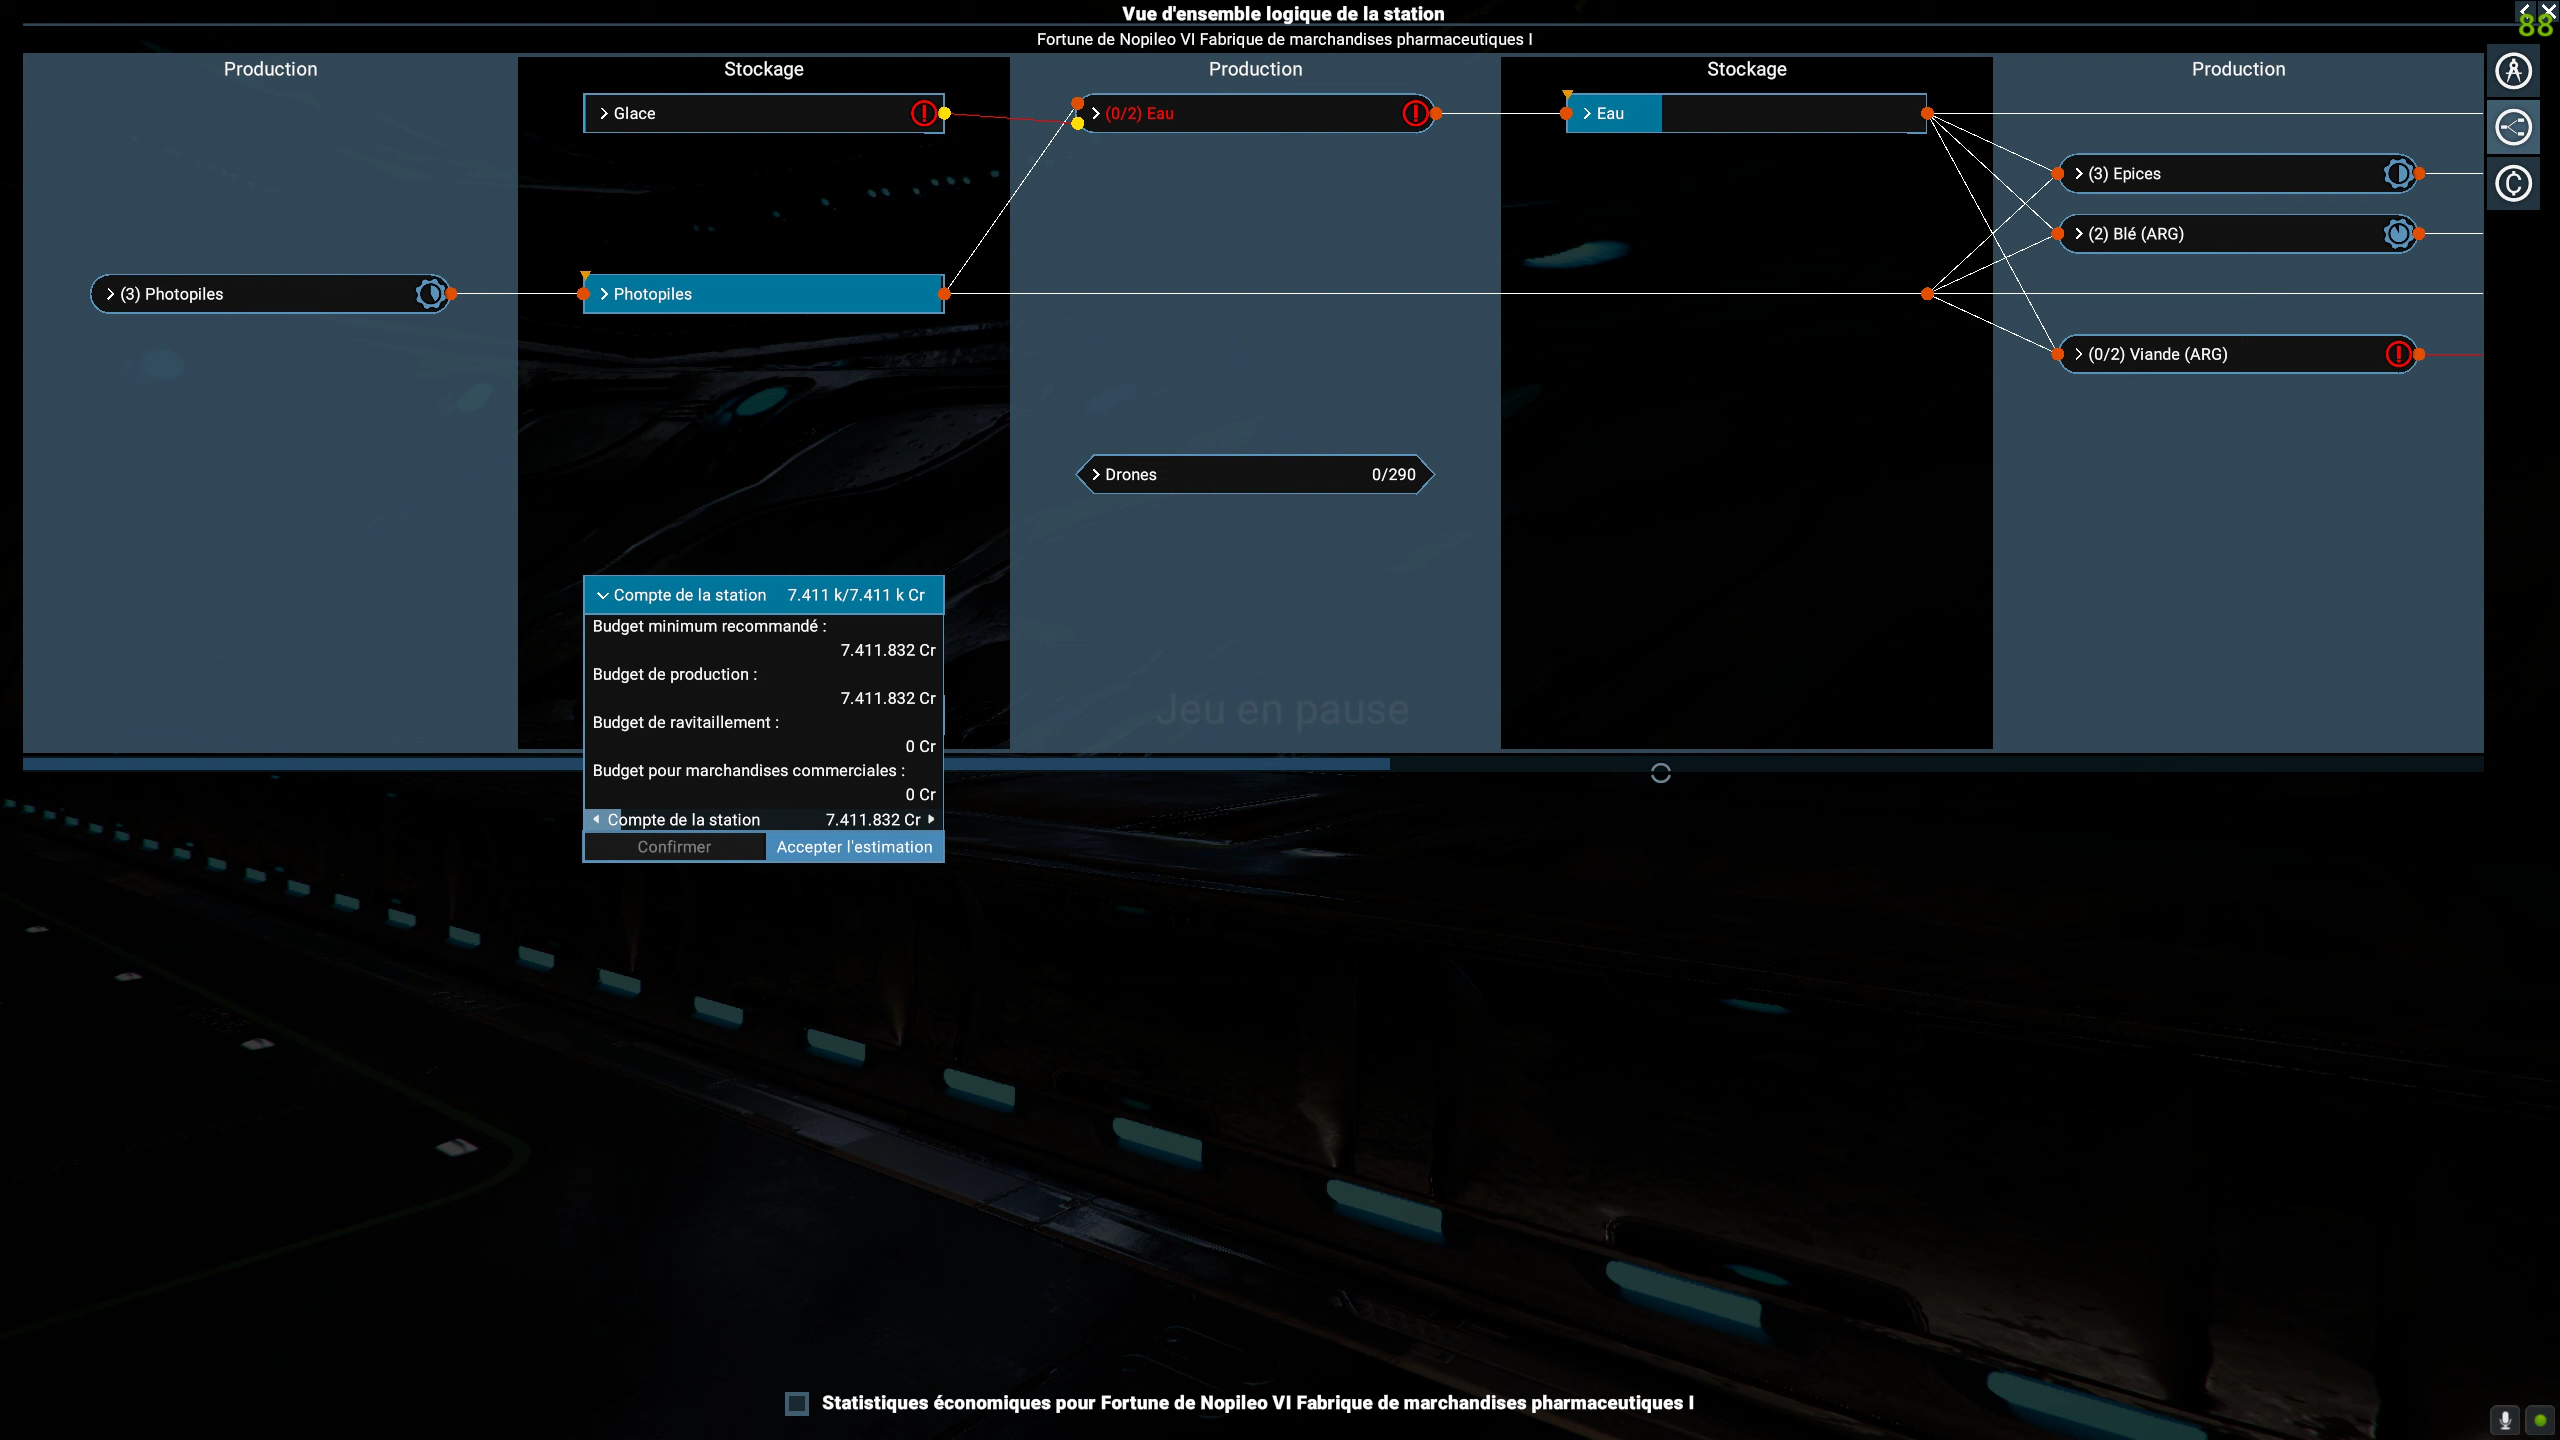 Vue d'ensemble logique de la station
88
Fortune de Nopileo VI Fabrique de marchandises pharmaceutiques I
Production
Stockage
Production
Stockage
Production
Glace
(0/2) Eau
Eau
(3) Epices
(2) Blé (ARG)
(3) Photopiles
Photopiles
(0/2) Viande (ARG)
Drones 0/290
Compte de la station 7.411 k/7.411 k Cr
Budget minimum recommandé :
7.411.832 Cr
Budget de production :
7.411.832 Cr
Budget de ravitaillement :
0 Cr
Budget pour marchandises commerciales :
0 Cr
Compte de la station 7.411.832 Cr
Confirmer Accepter l'estimation
Jeu en pause
Statistiques économiques pour Fortune de Nopileo VI Fabrique de marchandises pharmaceutiques I